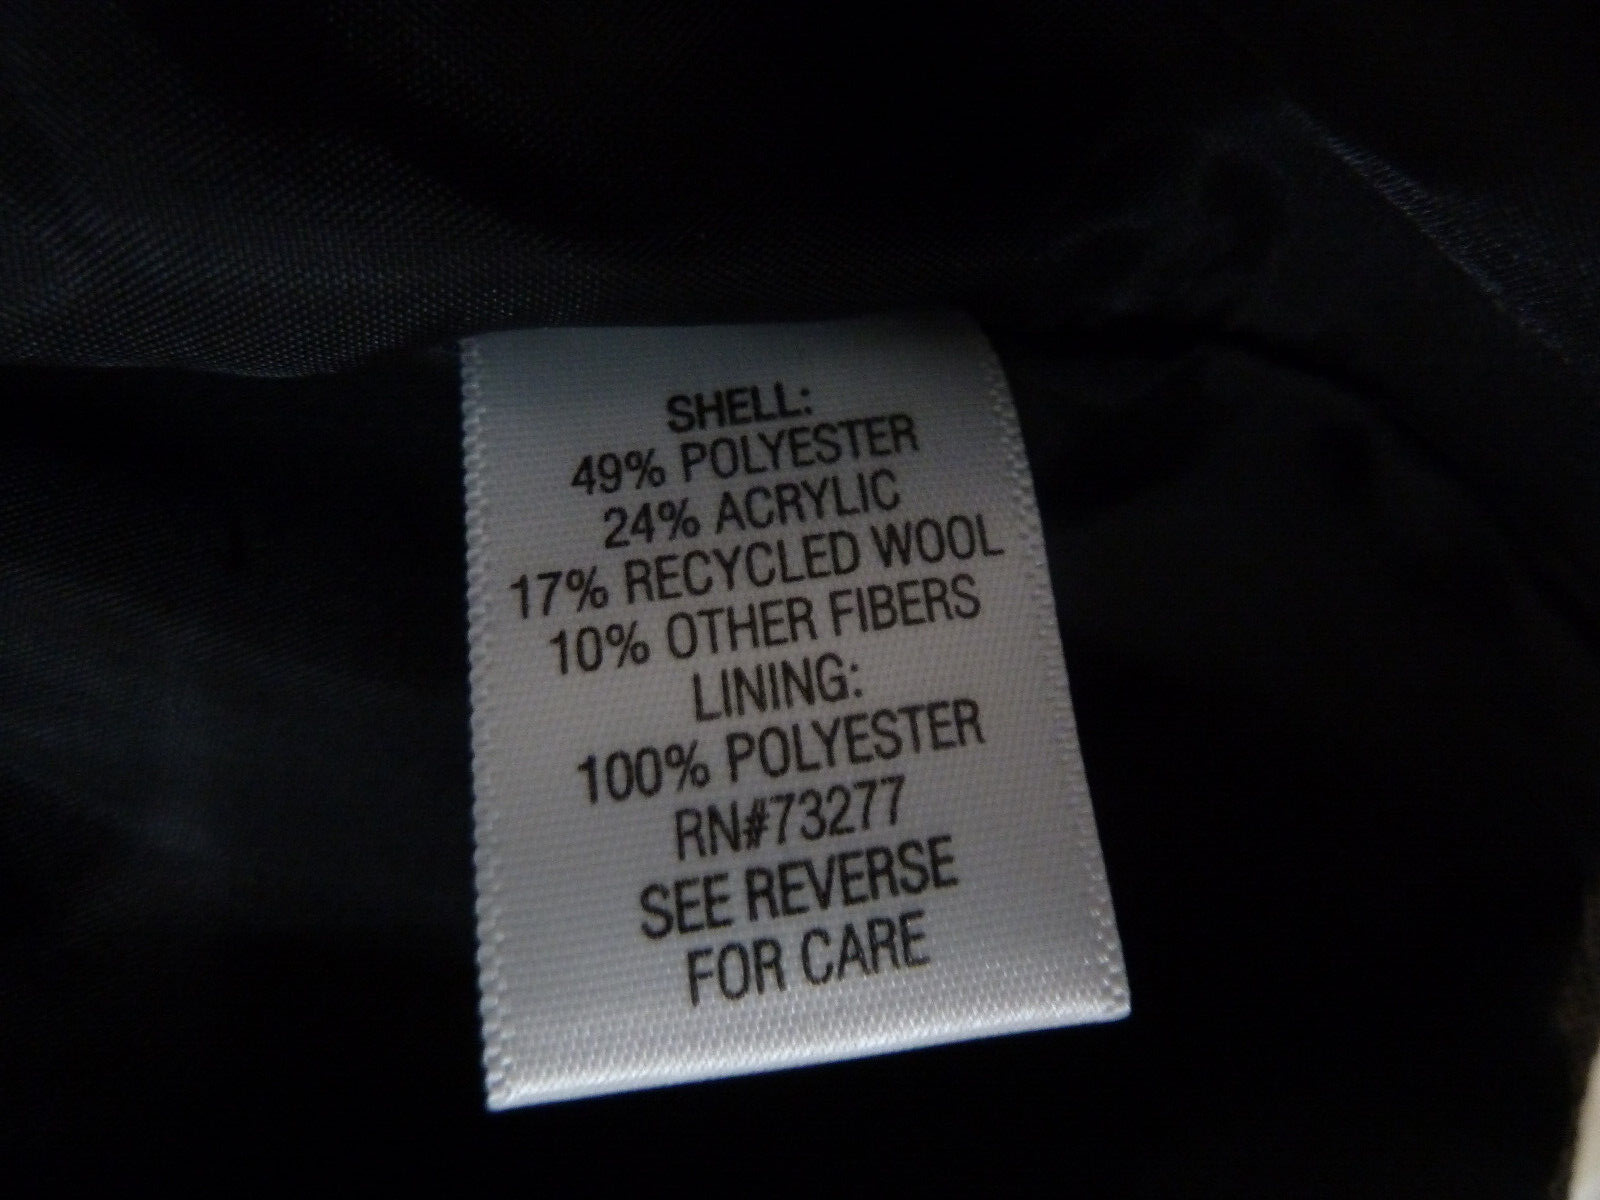 SHELL:
49% POLYESTER
24% ACRYLIC
17% RECYCLED WOOL
10% OTHER FIBERS
LINING:
100% POLYESTER
RN#73277
SEE REVERSE
FOR CARE